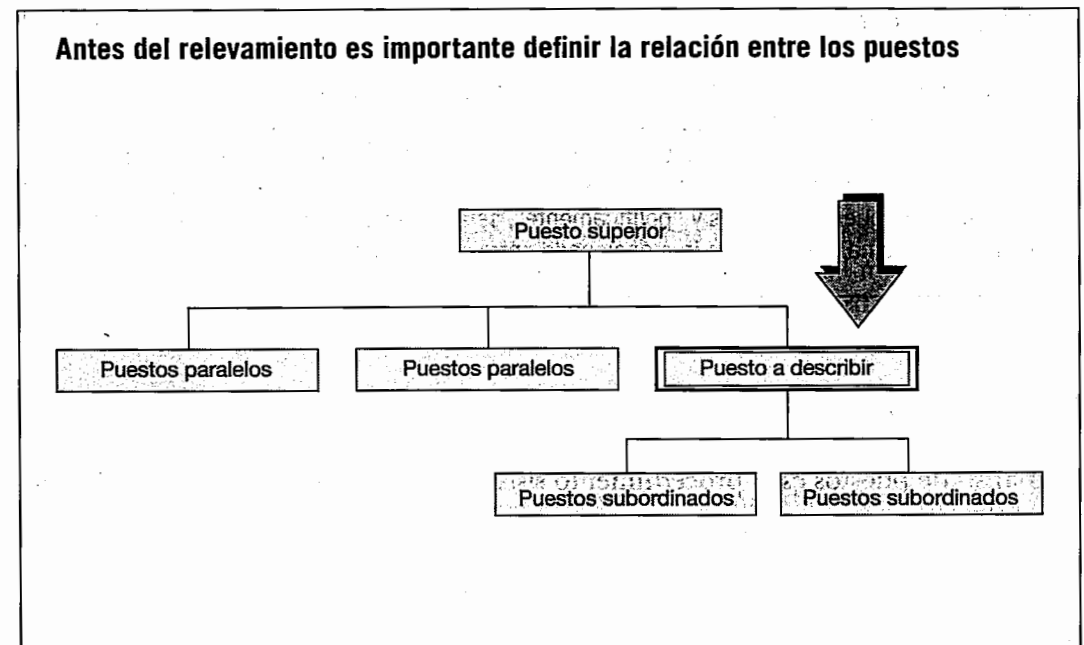 Antes del relevamiento es importante definir la relación entre los puestos
Puesto superior
Puestos paralelos
Puestos paralelos
Puesto a describir
Puestos subordinados
Puestos subordinados